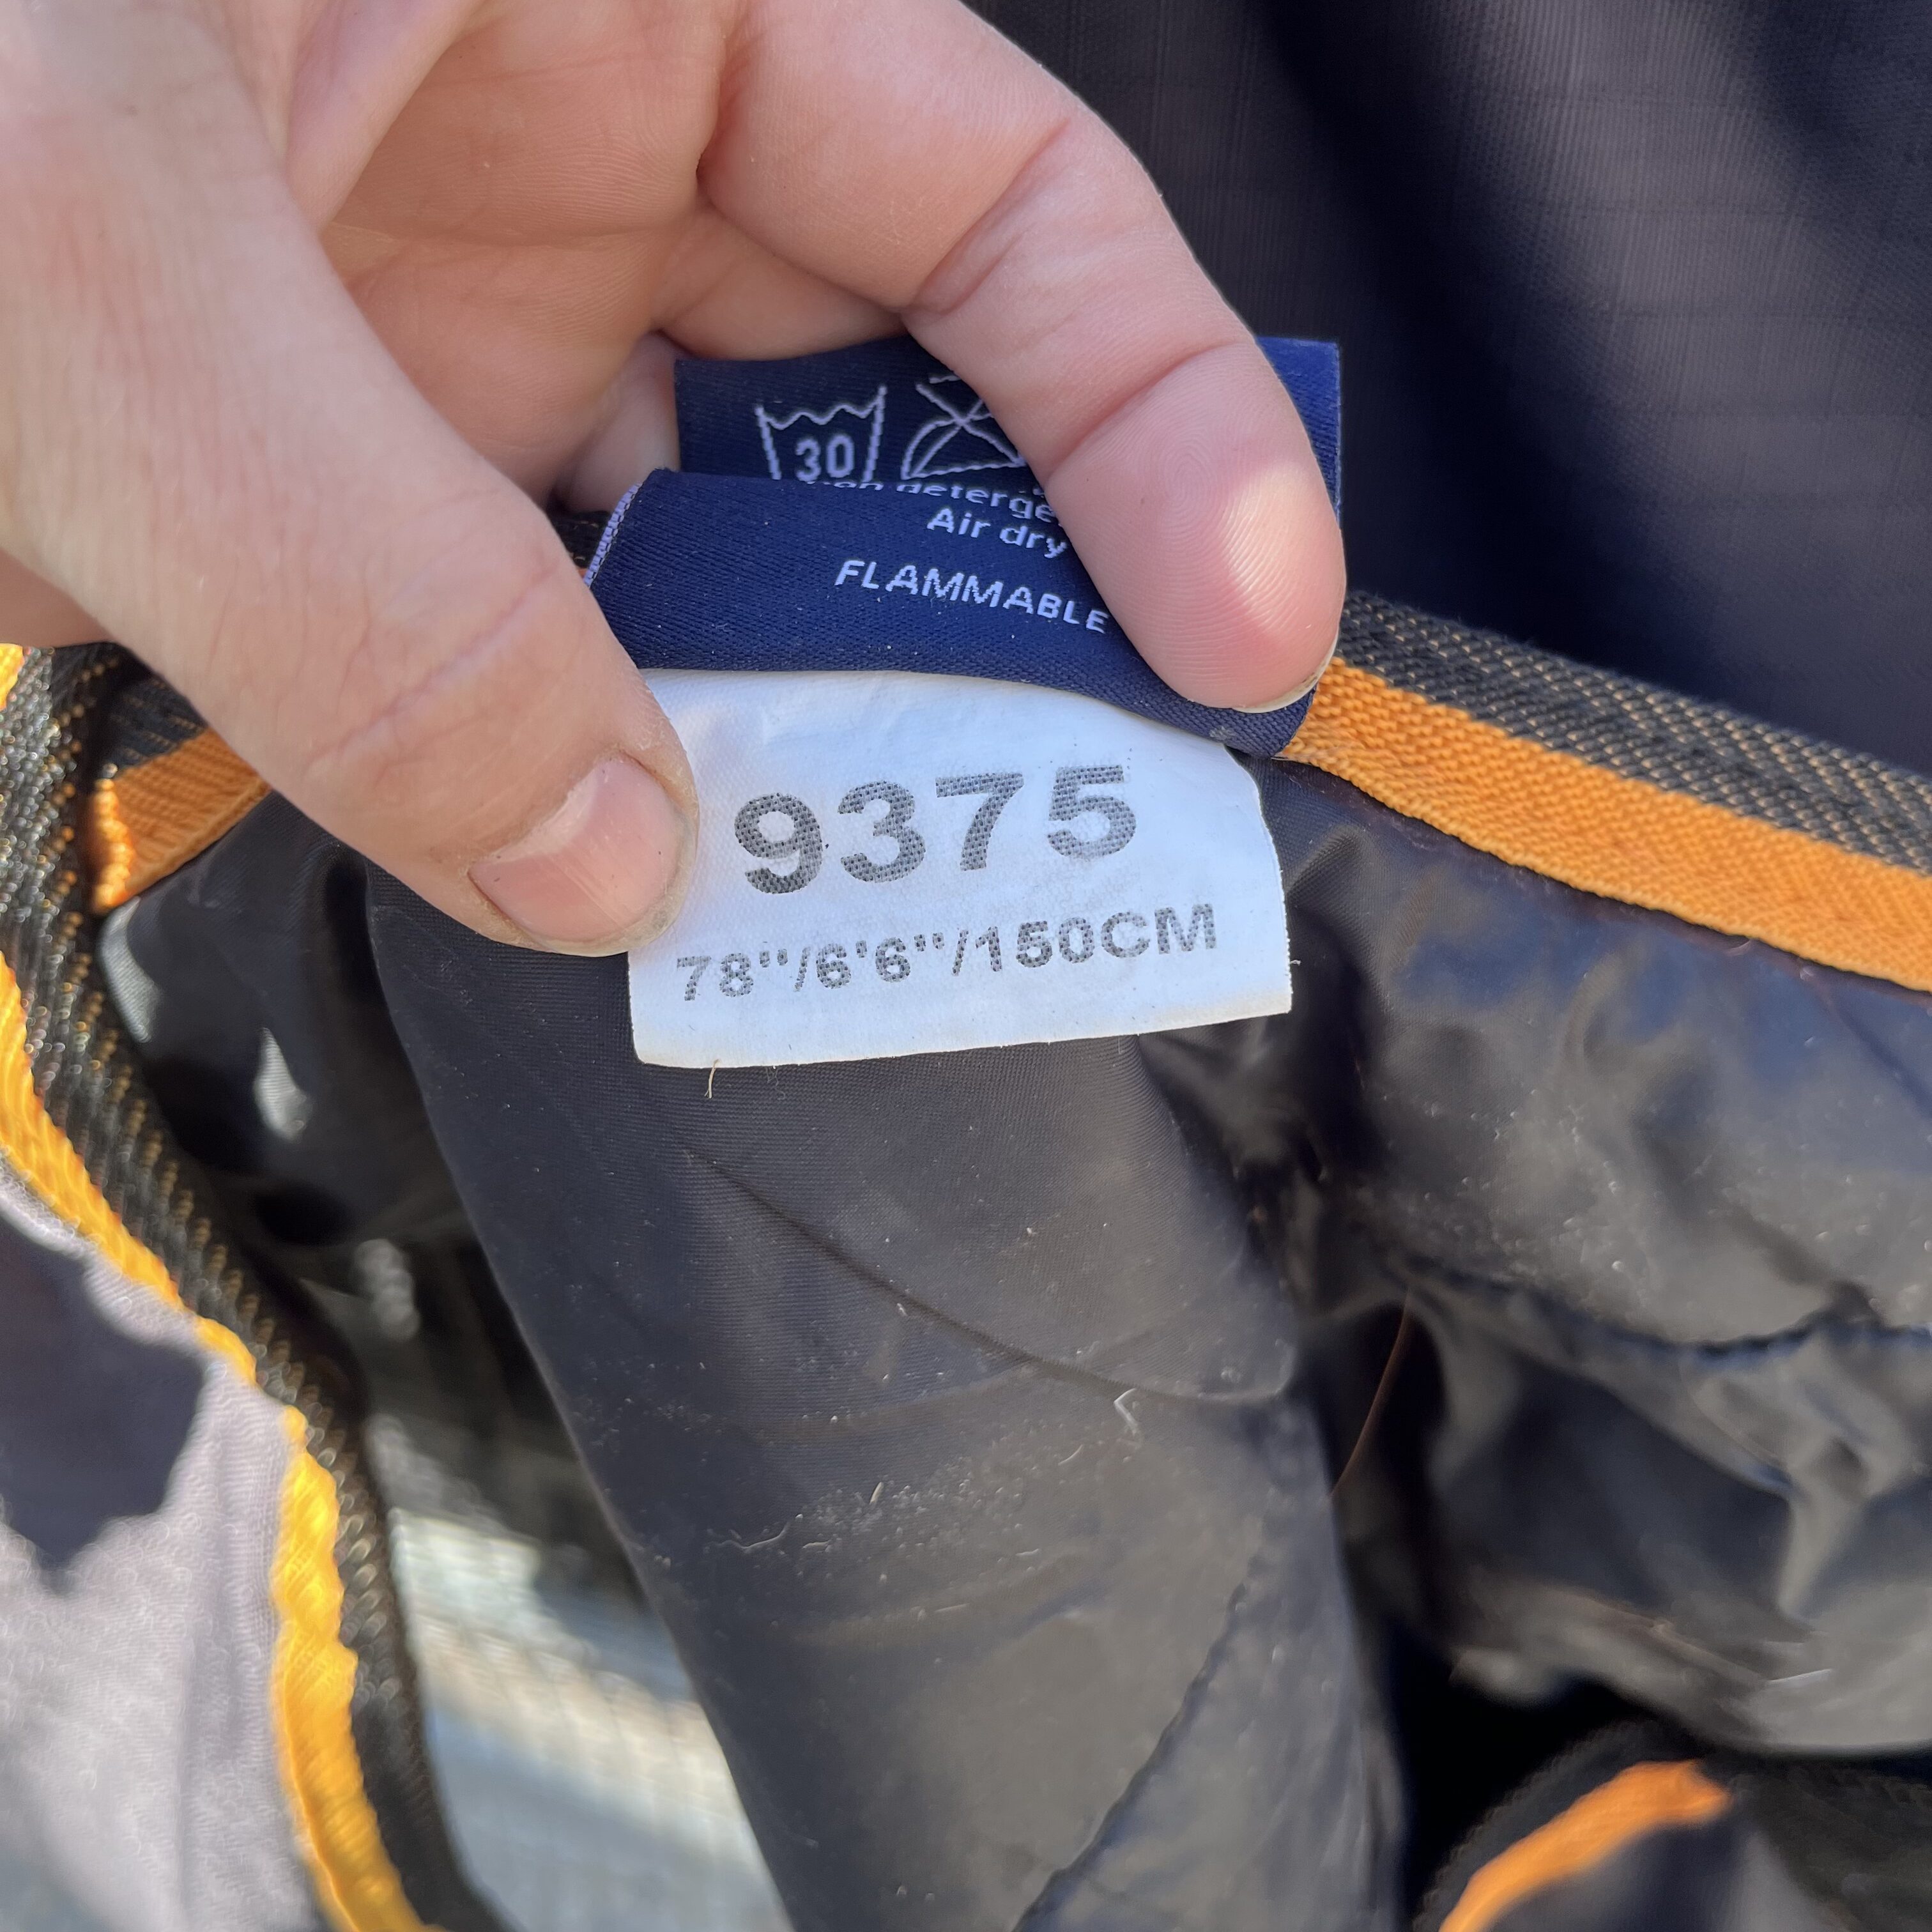 30
Air dry
FLAMMABLE
9375
78"/6'6"/150CM